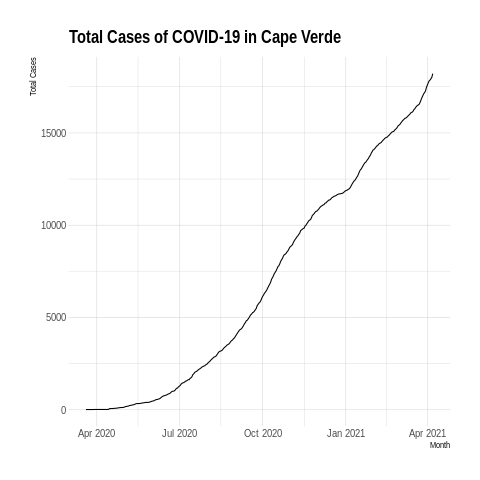 Total Cases of COVID-19 in Cape Verde
Total Cases
15000
10000
5000
0
Apr 2020 Jul 2020 Oct 2020 Jan 2021 Apr 2021
Month